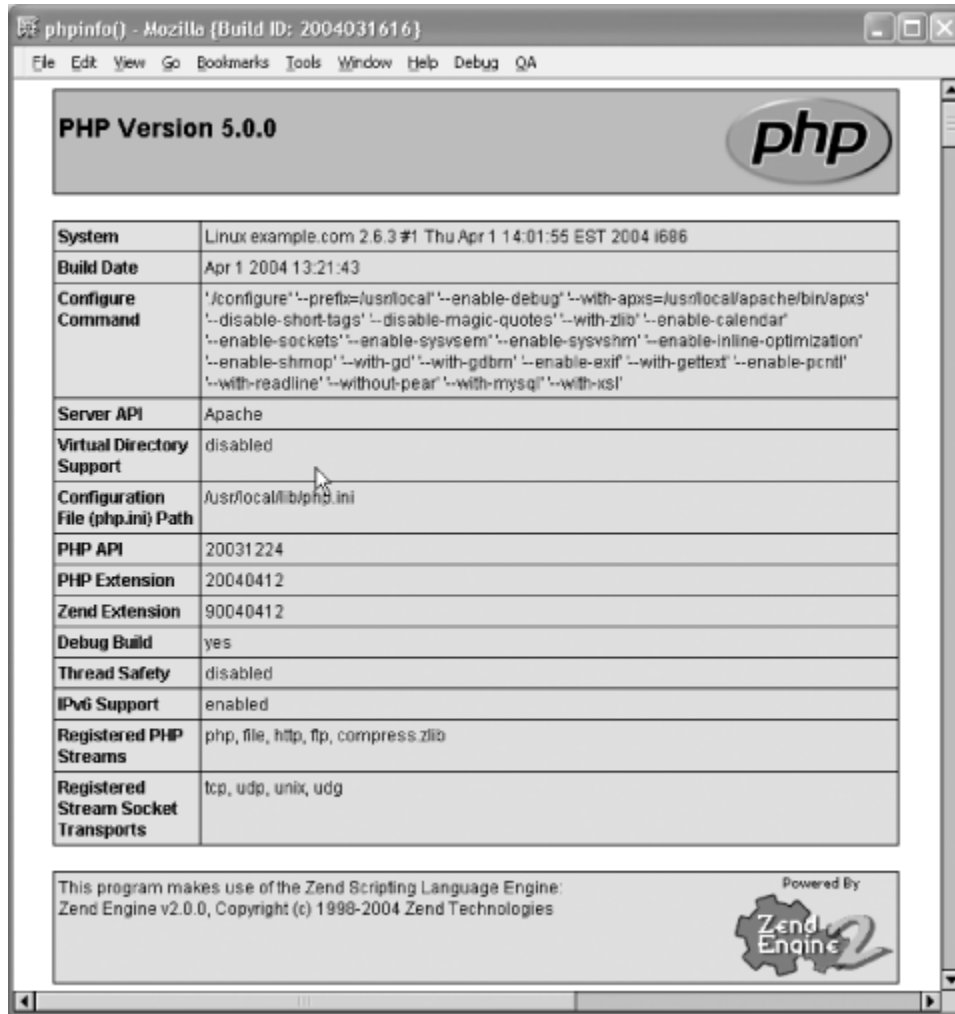 phpinfo() - Mozilla {Build ID: 2004031616}
File Edit View Go Bookmarks Tools Window Help Debug QA
PHP Version 5.0.0
php
System Linux example.com 2.6.3 #1 Thu Apr 1 14:01:55 EST 2004 i686
Build Date Apr 1 2004 13:21:43
Configure Command
'./configure' '--prefix=/usr/local' '--enable-debug' '--with-apxs=/usr/local/apache/bin/apxs'
'--disable-short-tags' '--disable-magic-quotes' '--with-zlib' '--enable-calendar'
'--enable-sockets' '--enable-sysvsem' '--enable-sysvshm' '--enable-inline-optimization'
'--enable-shmop' '--with-gd' '--with-gdbm' '--enable-exif' '--with-gettext' '--enable-pcntl'
'--with-readline' '--without-pear' '--with-mysql' '--with-xsl'
Server API Apache
Virtual Directory
Support
disabled
Configuration
File (php.ini) Path
/usr/local/lib/php.ini
PHP API 20031224
PHP Extension 20040412
Zend Extension 90040412
Debug Build yes
Thread Safety disabled
IPv6 Support enabled
Registered PHP
Streams
php, file, http, ftp, compress.zlib
Registered
Stream Socket
Transports
tcp, udp, unix, udg
This program makes use of the Zend Scripting Language Engine:
Zend Engine v2.0.0, Copyright (c) 1998-2004 Zend Technologies
Powered By
Zend
Engine 2